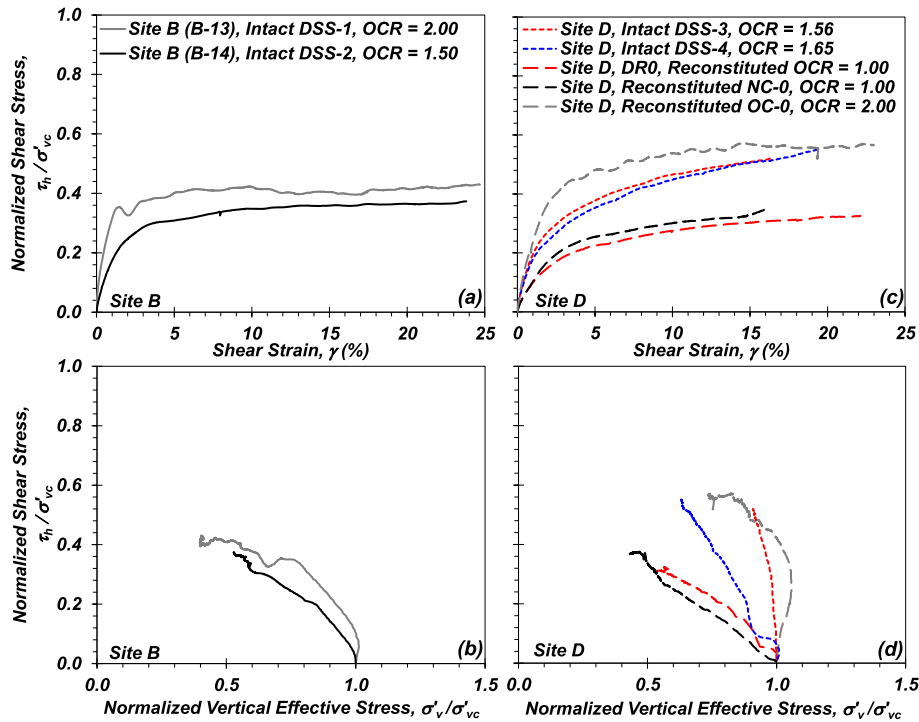 Site B (B-13), Intact DSS-1, OCR = 2.00
Site B (B-14), Intact DSS-2, OCR = 1.50
1.0
0.8
0.6
0.4
0.2
0.0
Normalized Shear Stress,
τh / σ'vc
Site B
(a)
0
5
10
15
20
25
Shear Strain, γ (%)
Site D, Intact DSS-3, OCR = 1.56
Site D, Intact DSS-4, OCR = 1.65
Site D, DR0, Reconstituted OCR = 1.00
Site D, Reconstituted NC-0, OCR = 1.00
Site D, Reconstituted OC-0, OCR = 2.00
Site D
(c)
0
5
10
15
20
25
Shear Strain, γ (%)
1.0
0.8
0.6
0.4
0.2
0.0
Normalized Shear Stress,
τh / σ'vc
Site B
(b)
0.0
0.5
1.0
1.5
Normalized Vertical Effective Stress, σ'v/σ'vc
Site D
(d)
0.0
0.5
1.0
1.5
Normalized Vertical Effective Stress, σ'v/σ'vc